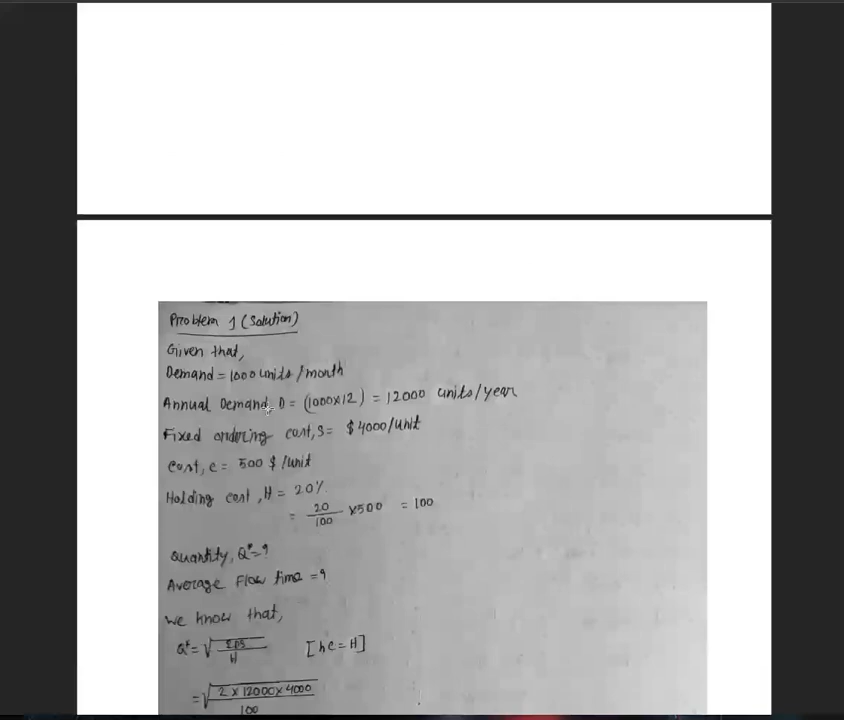 Problem 1 (Solution)
Given that,
Demand = 1000 units/month
Annual Demand, D = (1000x12) = 12000 units/year
Fixed ordering cost, S = $4000/unit
Cost, C = 500 $/unit
Holding cost, H = 20%
= 20/100 x500 = 100
Quantity, Q*=?
Average Flow time =?
We know that,
Q* = √2DS/H [hC = H]
= √2 x 12000 x 4000/100